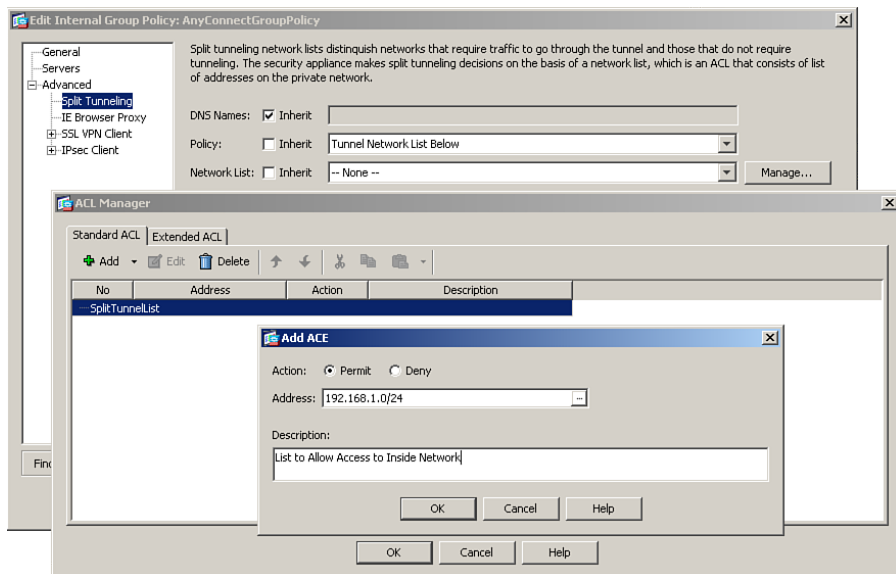 Edit Internal Group Policy: AnyConnectGroupPolicy
General
Servers
Advanced
Split Tunneling
IE Browser Proxy
SSL VPN Client
IPsec Client
Split tunneling network lists distinguish networks that require traffic to go through the tunnel and those that do not require
tunneling. The security appliance makes split tunneling decisions on the basis of a network list, which is an ACL that consists of list
of addresses on the private network.
DNS Names: Inherit
Policy: Inherit Tunnel Network List Below
Network List: Inherit -- None -- Manage...
ACL Manager
Standard ACL Extended ACL
Add Edit Delete
No Address Action Description
SplitTunnelList
Add ACE
Action: Permit Deny
Address: 192.168.1.0/24 ...
Description:
List to Allow Access to Inside Network
OK Cancel Help
OK Cancel Help